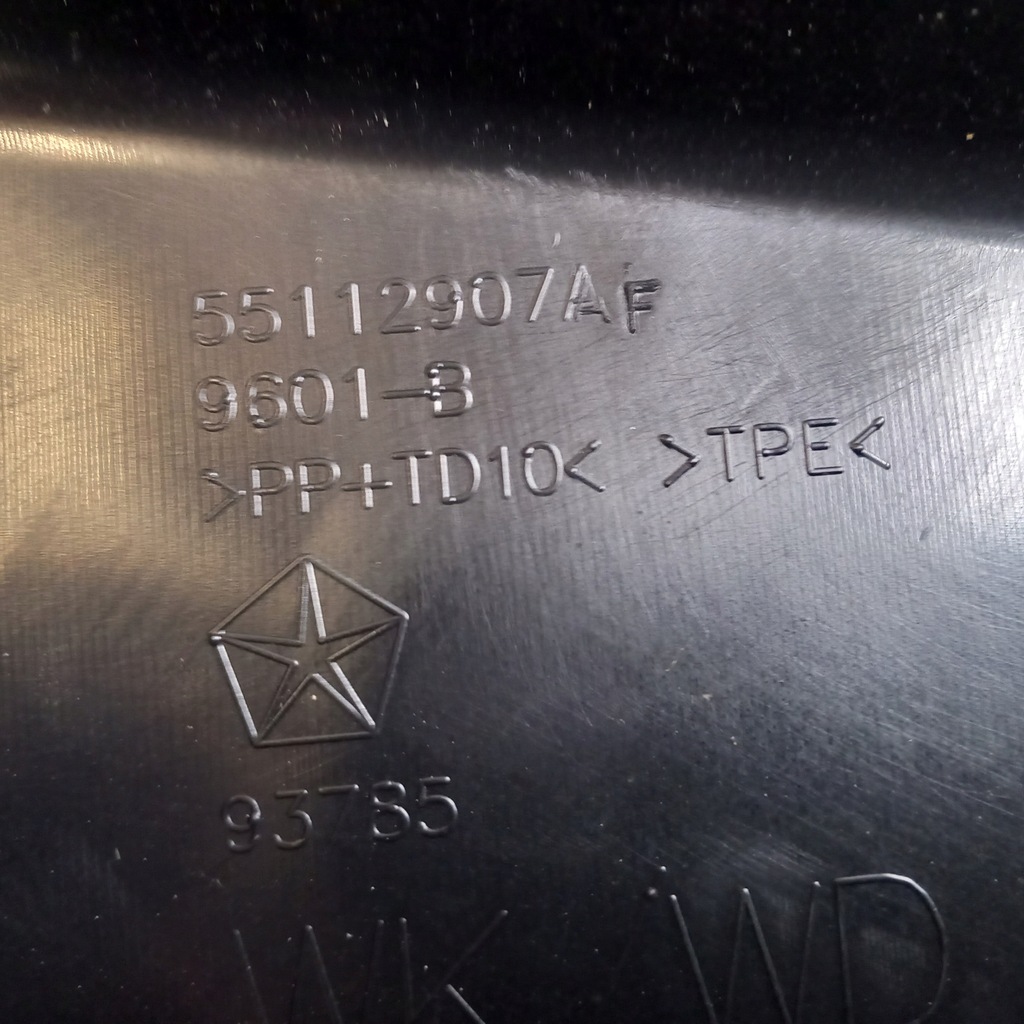 55112907AF
9601-B
>PP+TD10< >TPE<
93785
WK WD